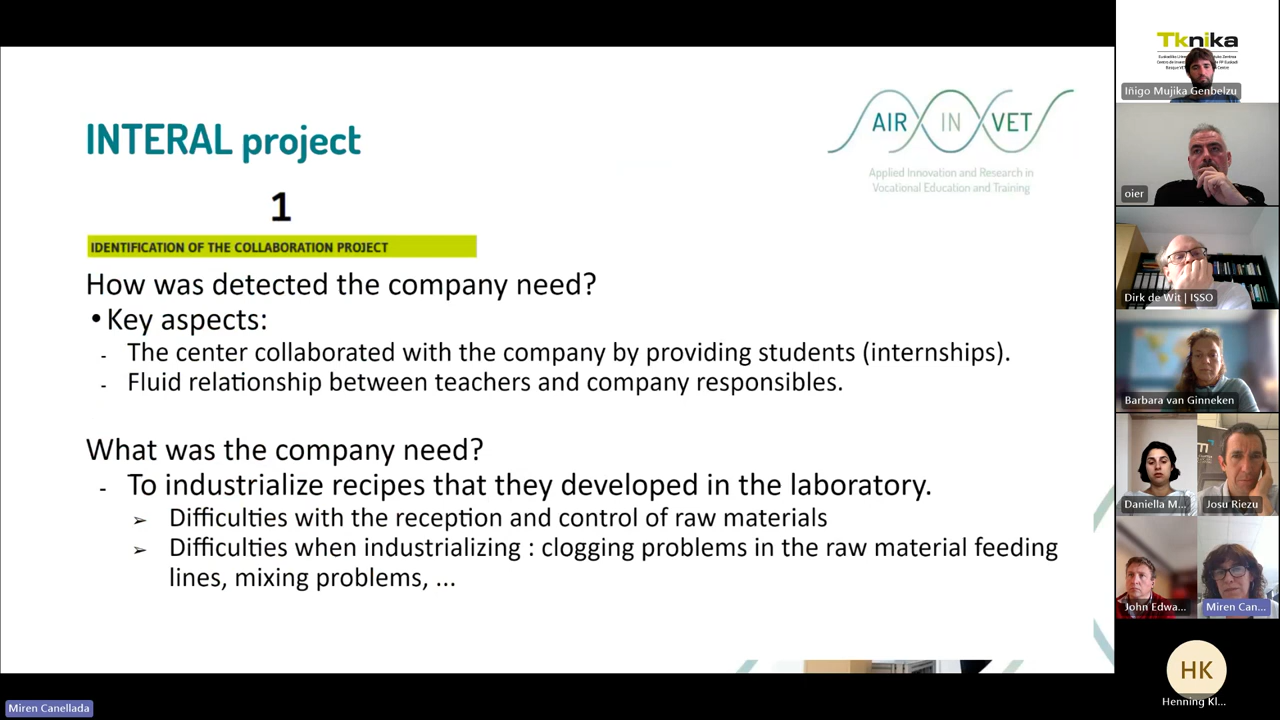 INTERAL project
AIR IN VET
Applied Innovation and Research in
Vocational Education and Training
1
IDENTIFICATION OF THE COLLABORATION PROJECT
How was detected the company need?
•Key aspects:
- The center collaborated with the company by providing students (internships).
- Fluid relationship between teachers and company responsibles.
What was the company need?
- To industrialize recipes that they developed in the laboratory.
➢ Difficulties with the reception and control of raw materials
➢ Difficulties when industrializing : clogging problems in the raw material feeding
lines, mixing problems, ...
Miren Canellada
Tknika
Iñigo Mujika Genbelzu
oier
Dirk de Wit | ISSO
Barbara van Ginneken
Daniella M...
Josu Riezu
John Edwa...
Miren Can...
HK
Henning Kl...